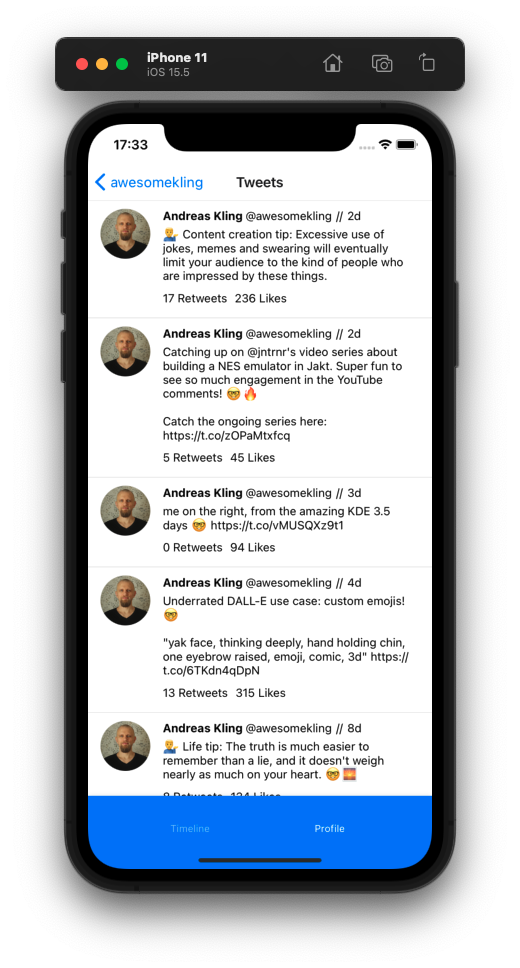 iPhone 11
iOS 15.5
17:33
awesomekling Tweets
Andreas Kling @awesomekling // 2d
💁🏼‍♂️ Content creation tip: Excessive use of
jokes, memes and swearing will eventually
limit your audience to the kind of people who
are impressed by these things.
17 Retweets 236 Likes
Andreas Kling @awesomekling // 2d
Catching up on @jntrnr's video series about
building a NES emulator in Jakt. Super fun to
see so much engagement in the YouTube
comments! 🤓🔥
Catch the ongoing series here:
https://t.co/zOPaMtxfcq
5 Retweets 45 Likes
Andreas Kling @awesomekling // 3d
me on the right, from the amazing KDE 3.5
days 🤓 https://t.co/vMUSQXz9t1
0 Retweets 94 Likes
Andreas Kling @awesomekling // 4d
Underrated DALL-E use case: custom emojis!
🤓
"yak face, thinking deeply, hand holding chin,
one eyebrow raised, emoji, comic, 3d" https://
t.co/6TKdn4qDpN
13 Retweets 315 Likes
Andreas Kling @awesomekling // 8d
💁🏼‍♂️ Life tip: The truth is much easier to
remember than a lie, and it doesn't weigh
nearly as much on your heart. 🤓🌅
Retweets Likes
Timeline Profile